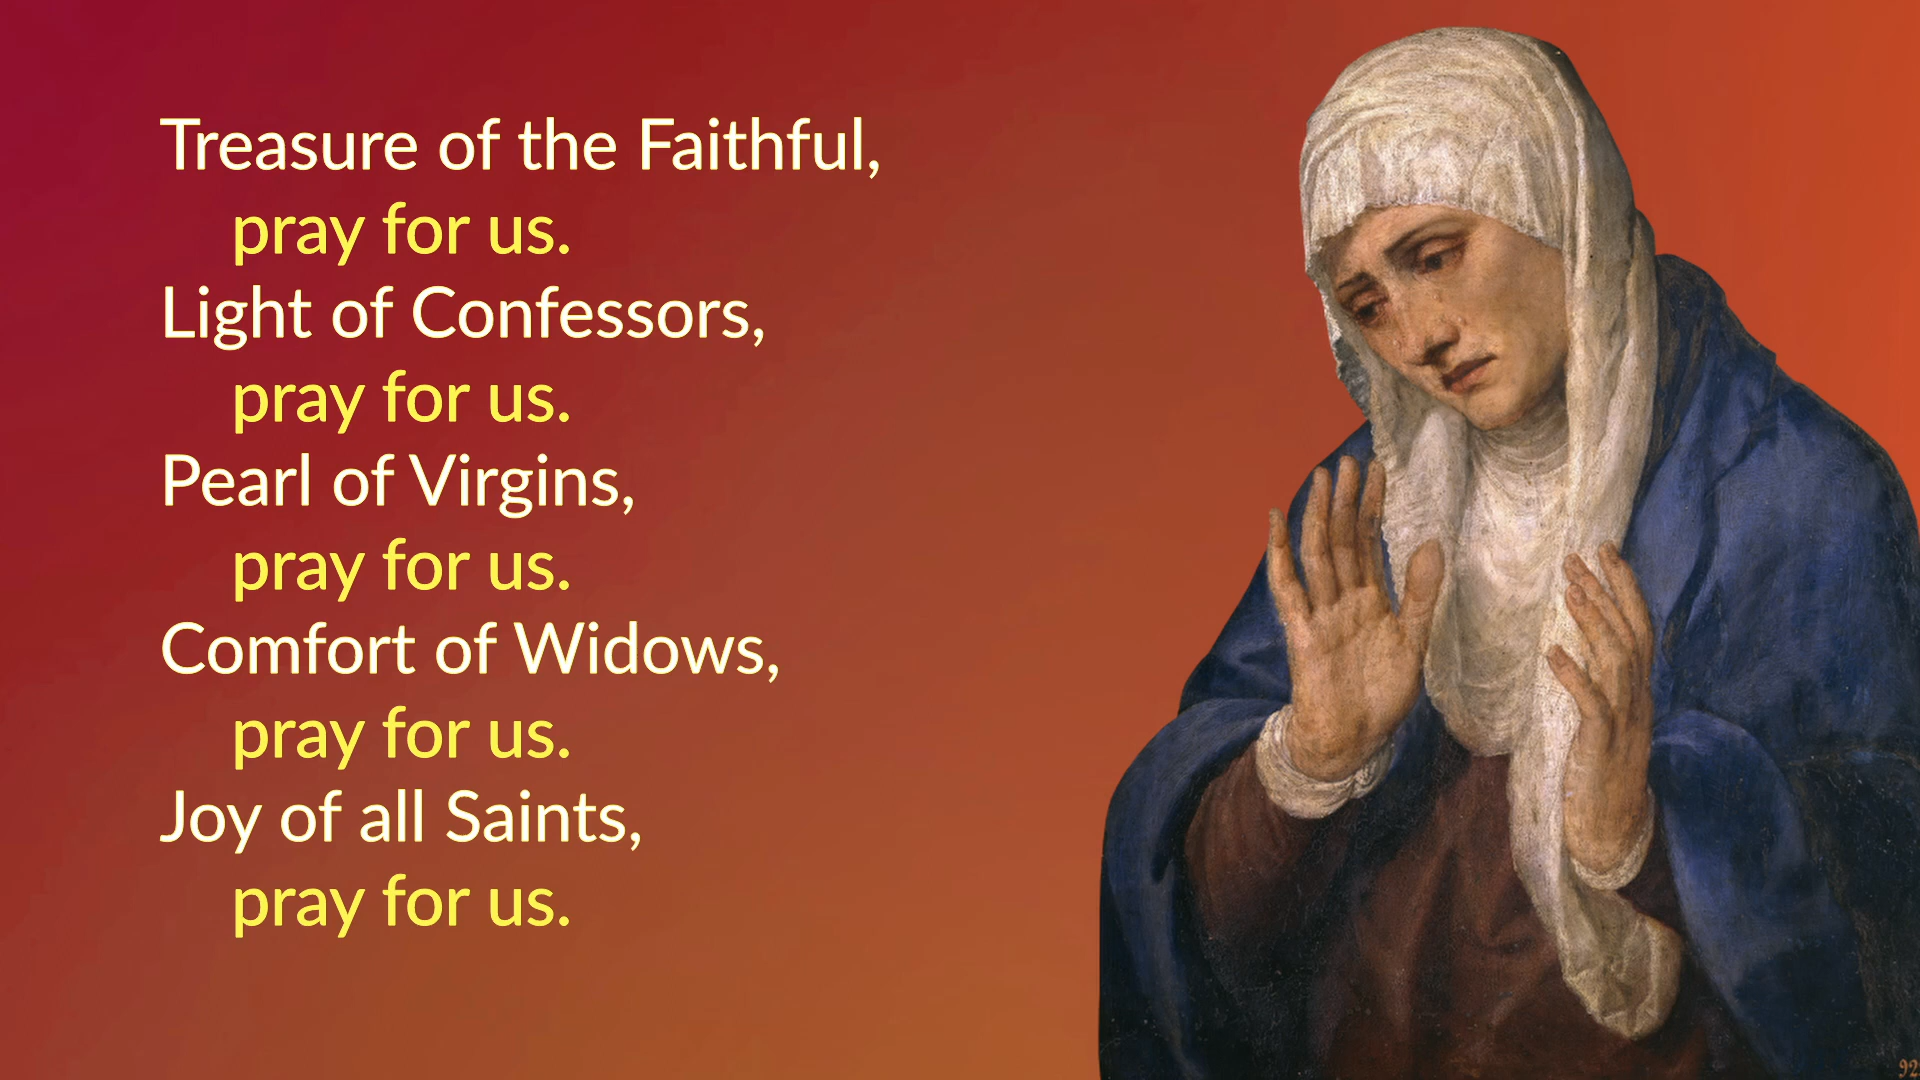 Treasure of the Faithful,
pray for us.
Light of Confessors,
pray for us.
Pearl of Virgins,
pray for us.
Comfort of Widows,
pray for us.
Joy of all Saints,
pray for us.
92